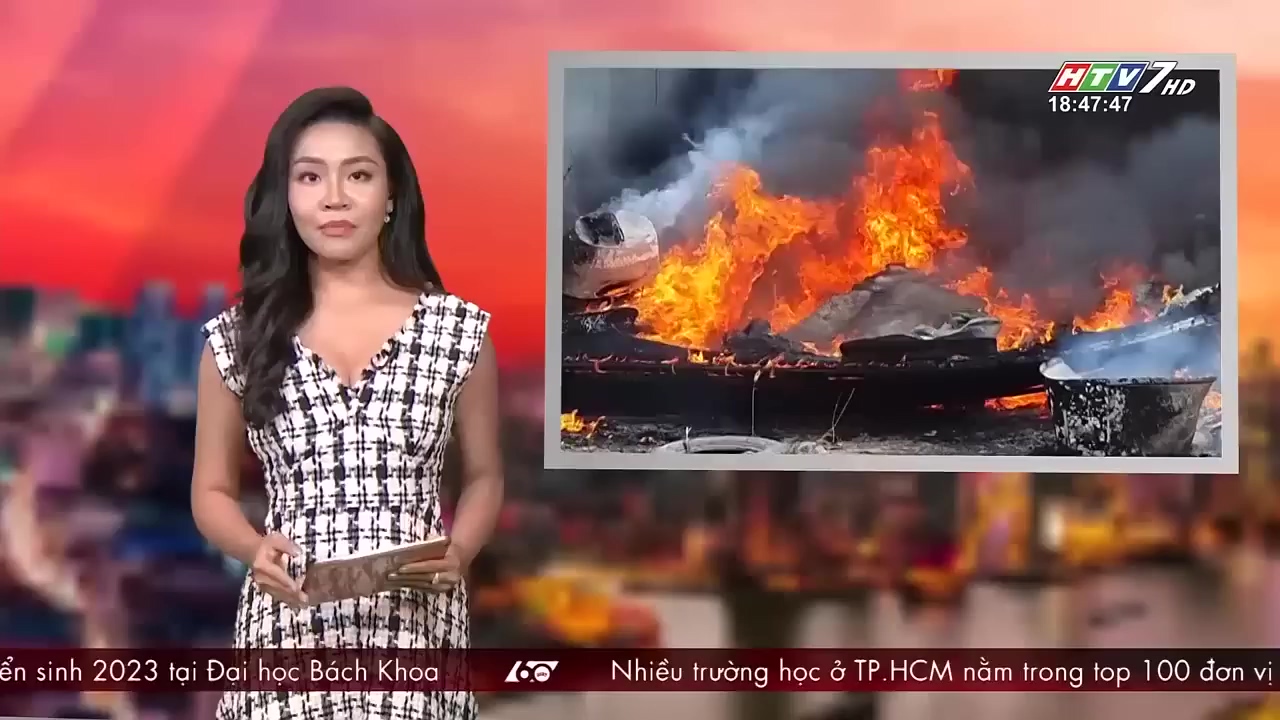 HTV7 HD
18:47:47
ển sinh 2023 tại Đại học Bách Khoa 60 Nhiều trường học ở TP.HCM nằm trong top 100 đơn vị